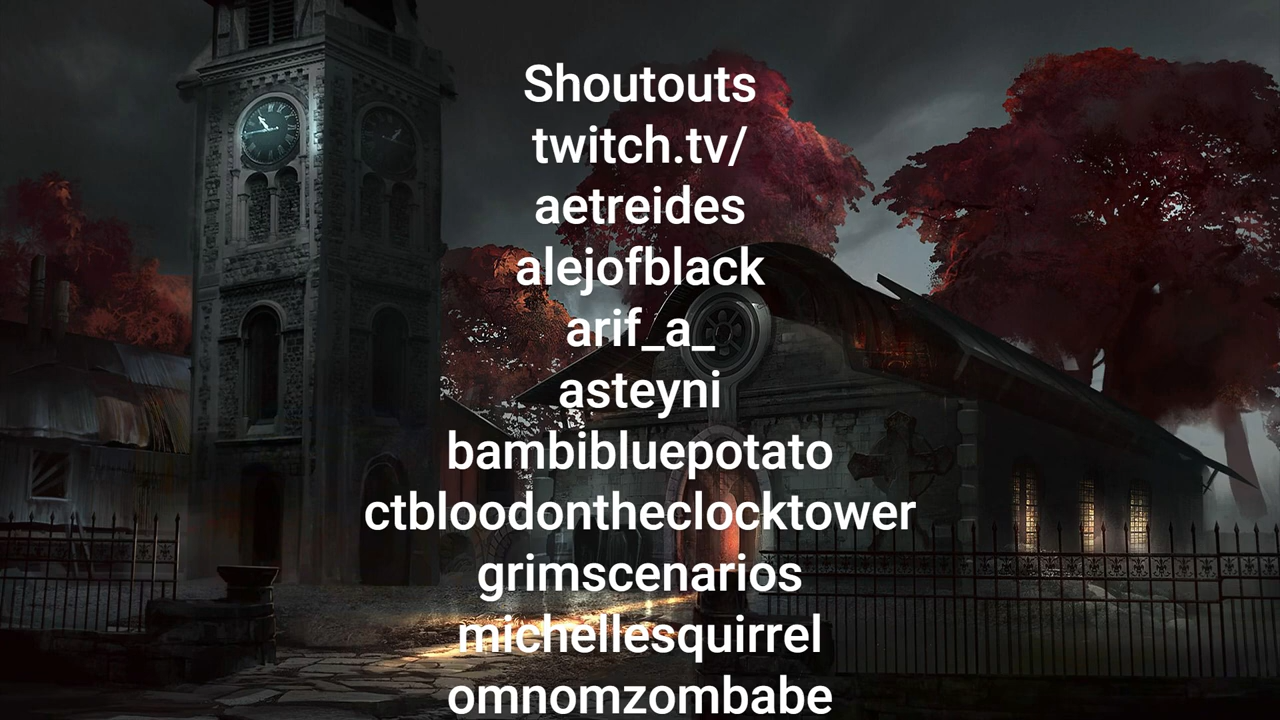 Shoutouts
twitch.tv/
aetreides
alejofblack
arif_a_
asteyni
bambibluepotato
ctbloodontheclocktower
grimscenarios
michellesquirrel
omnomzombabe